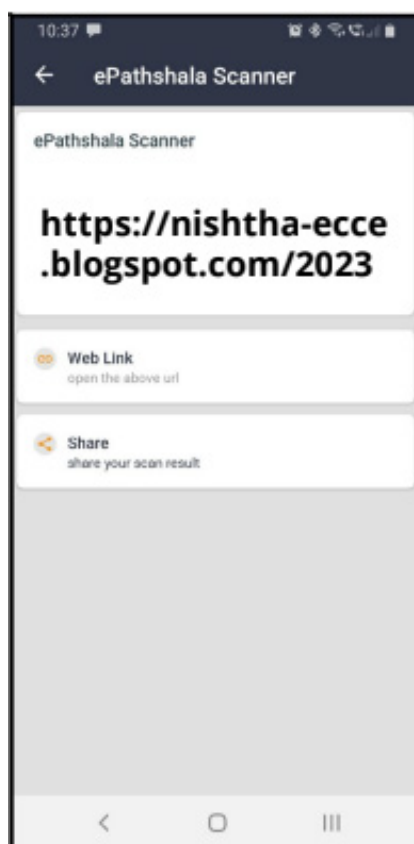 10:37
ePathshala Scanner
ePathshala Scanner
https://nishtha-ecce
.blogspot.com/2023
Web Link
open the above url
Share
share your scan result